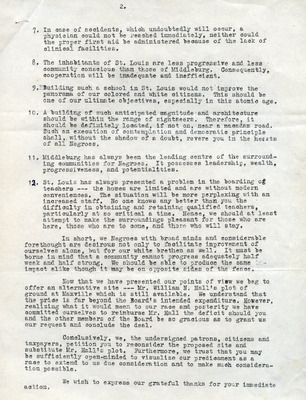 2.
7. In case of accidents, which undoubtedly will occur, a
physician could not be reached immediately, neither could
the proper first aid be administered because of the lack of
clinical facilities.
8. The inhabitants of St. Louis are less progressive and less
community conscious than those of Middleburg. Consequently,
cooperation will be inadequate and inefficient.
9. Building such a school in St. Louis would not improve the
panorama of our colored and white citizens. This should be
one of our ultimate objectives, especially in this atomic age.
10. A building of such anticipated magnitude and architecture
should be within the range of sightseers. Therefore, it
should be definitely located, if not on, near a main road.
Such an execution of contemplation and democratic principle
shall, without the shadow of a doubt, revere you in the hearts
of all Negroes.
11. Middleburg has always been the leading centre of the surround-
ing communities for Negroes. It possesses leadership, wealth,
progressiveness, and potentialities.
12. St. Louis has always presented a problem in the boarding of
teachers --- the homes are limited and are without modern
conveniences. The situation will be more perplexing with an
increased staff. No one knows any better than you the
difficulty in obtaining and retaining qualified teachers,
particularly at so critical a time. Hence, we should at least
attempt to make the surroundings pleasant for those who are
here, those who are to come, and those who will stay.
In short, we Negroes with broad minds and considerable
forethought are desirous not only to facilitate improvement of
ourselves alone, but for our white brethen as well. It must be
borne in mind that a community cannot progress adequately half
weak and half strong. We should be able to produce the same
impact alike though it may be on opposite sides of the fence.
Now that we have presented our points of view we beg to
offer an alternative site -- Mr. William N. Hall's plot of
ground at Mantile which is still available. We understand that
the price is far beyond the Board's intended expenditure. However,
realizing what it would mean to our race and posterity we have
committed ourselves to reimburse Mr. Hall the deficit should you
and the other members of the Board be so gracious as to grant us
our request and conclude the deal.
Conclusively, we, the undersigned patrons, citizens and
taxpayers, petition you to reconsider the proposed site and
substitute Mr. Hall's plot. Furthermore, we trust that you may
be sufficiently open-minded to visualize our predicament as a
race to extend to us due consideration and to make such considera-
tion possible.
We wish to express our grateful thanks for your immediate
action.